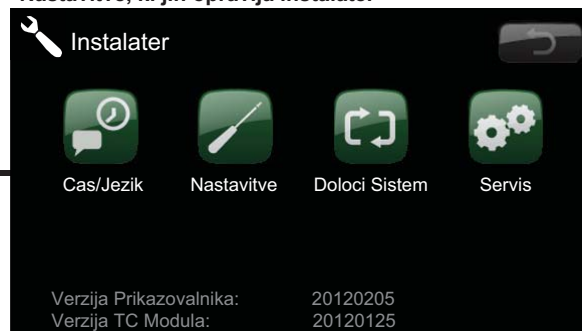 Nastavitve, ki jih opravlja instalater
Instalater
Cas/Jezik
Nastavitve
Doloci Sistem
Servis
Verzija Prikazovalnika: 20120205
Verzija TC Modula: 20120125